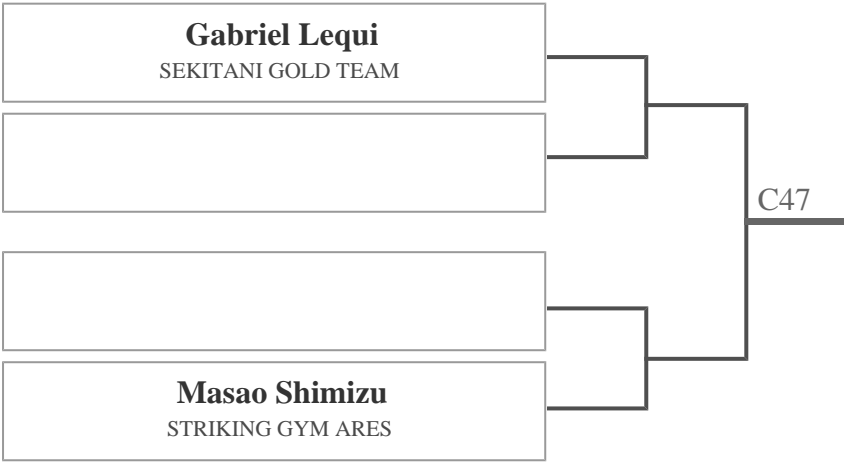 Gabriel Lequi
SEKITANI GOLD TEAM
C47
Masao Shimizu
STRIKING GYM ARES